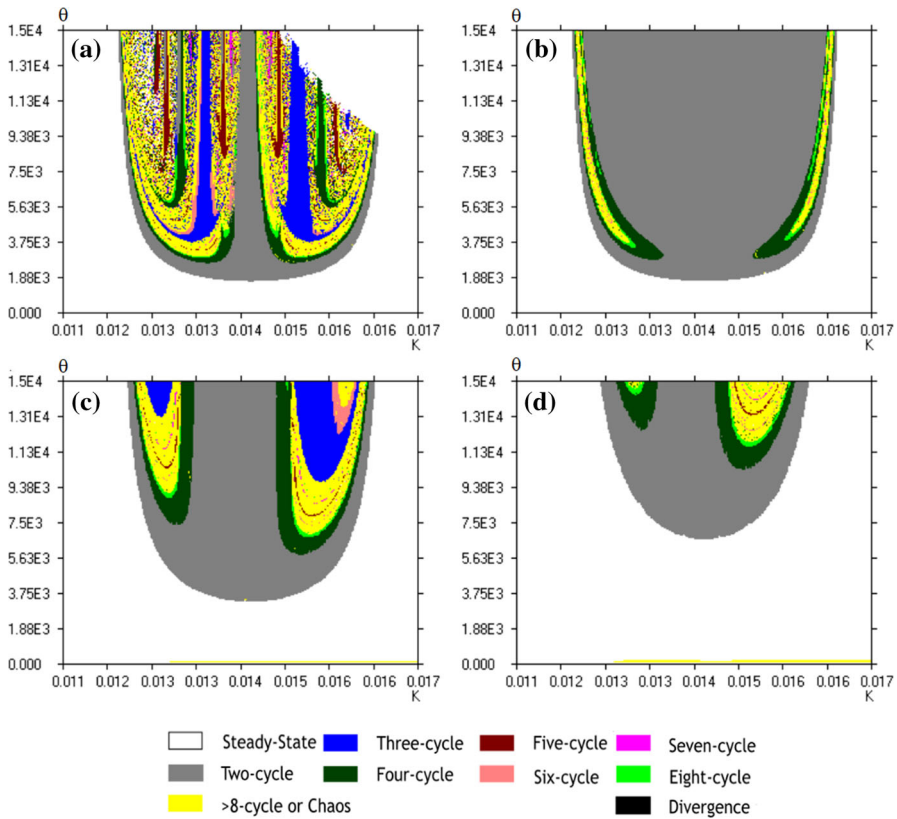 θ θ
1.5E4 (a) 1.5E4 (b)
1.31E4 1.31E4
1.13E4 1.13E4
9.38E3 9.38E3
7.5E3 7.5E3
5.63E3 5.63E3
3.75E3 3.75E3
1.88E3 1.88E3
0.000 0.000
0.011 0.012 0.013 0.013 0.014 0.015 0.016 0.016 0.017 0.011 0.012 0.013 0.013 0.014 0.015 0.016 0.016 0.017
K K
θ θ
1.5E4 (c) 1.5E4 (d)
1.31E4 1.31E4
1.13E4 1.13E4
9.38E3 9.38E3
7.5E3 7.5E3
5.63E3 5.63E3
3.75E3 3.75E3
1.88E3 1.88E3
0.000 0.000
0.011 0.012 0.013 0.013 0.014 0.015 0.016 0.016 0.017 0.011 0.012 0.013 0.013 0.014 0.015 0.016 0.016 0.017
K K
Steady-State Three-cycle Five-cycle Seven-cycle
Two-cycle Four-cycle Six-cycle Eight-cycle
>8-cycle or Chaos Divergence